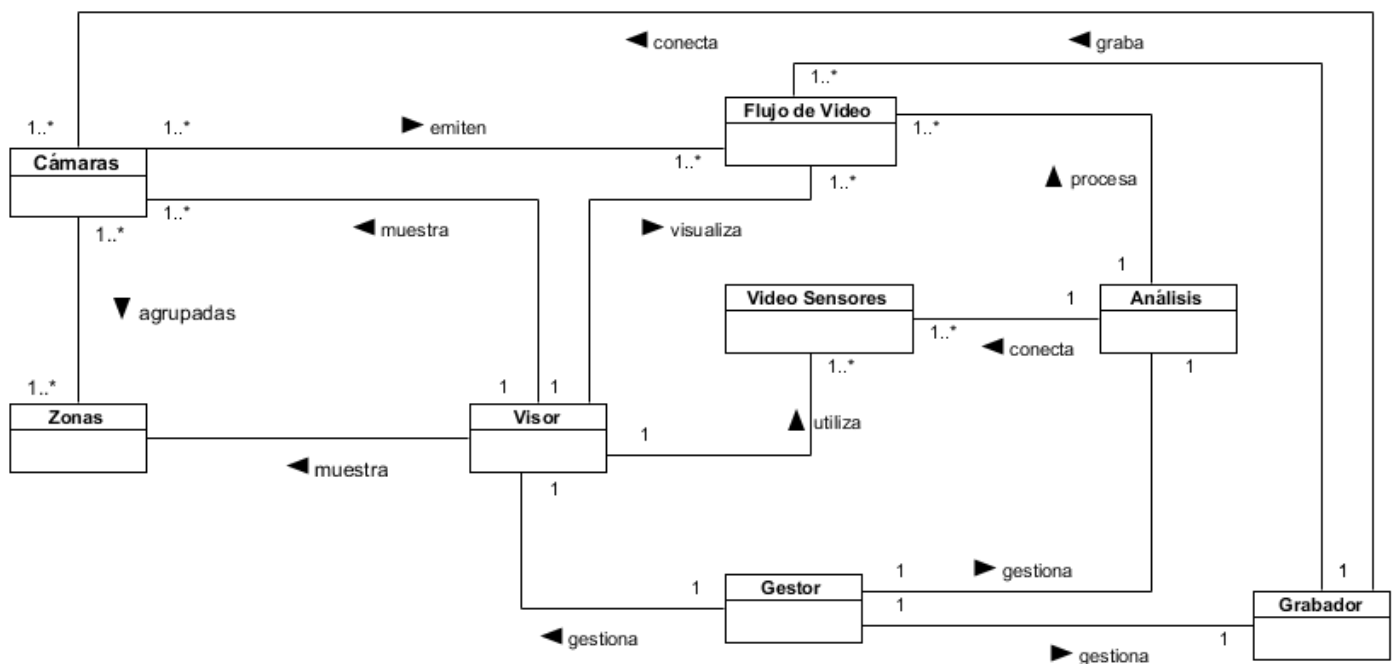 conecta
graba
1..*
Flujo de Video
1..*
1..*
emiten
1..*
1..*
Cámaras
1..*
1..*
procesa
1..*
muestra
visualiza
1..*
1
Video Sensores
1
Análisis
agrupadas
1..*
conecta
1..*
1
1..*
1
1
Zonas
Visor
utiliza
1
muestra
1
1
gestiona
1
1
Gestor
1
Grabador
gestiona
1
gestiona